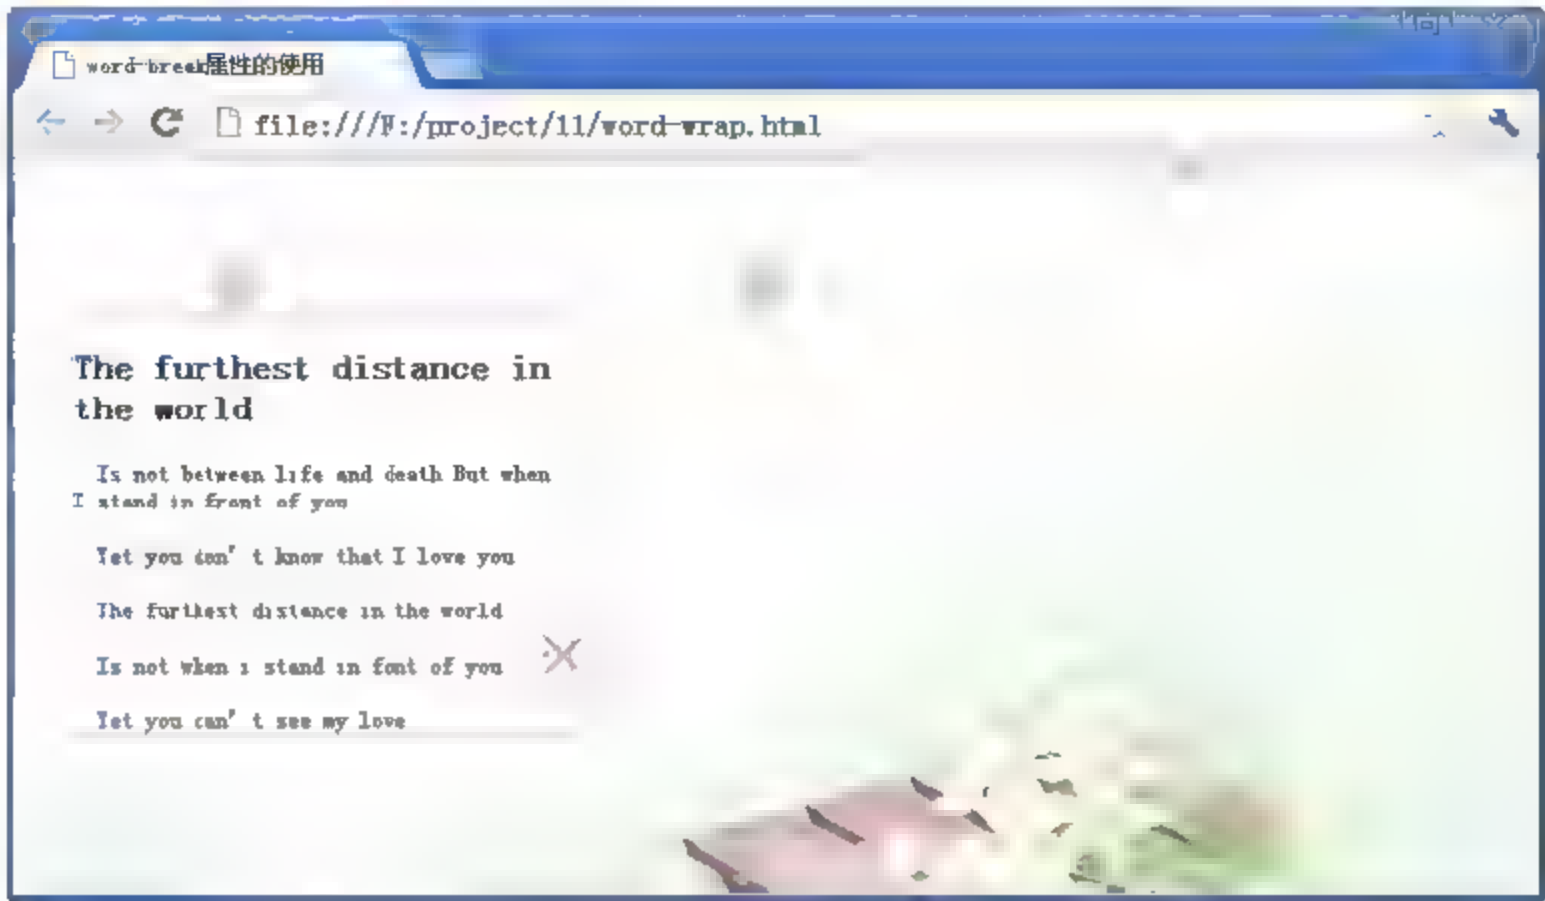 word-break属性的使用
file:///F:/project/11/word-wrap.html
The furthest distance in
the world
Is not between life and death But when
I stand in front of you
Yet you don't know that I love you
The furthest distance in the world
Is not when i stand in font of you
Yet you can't see my love